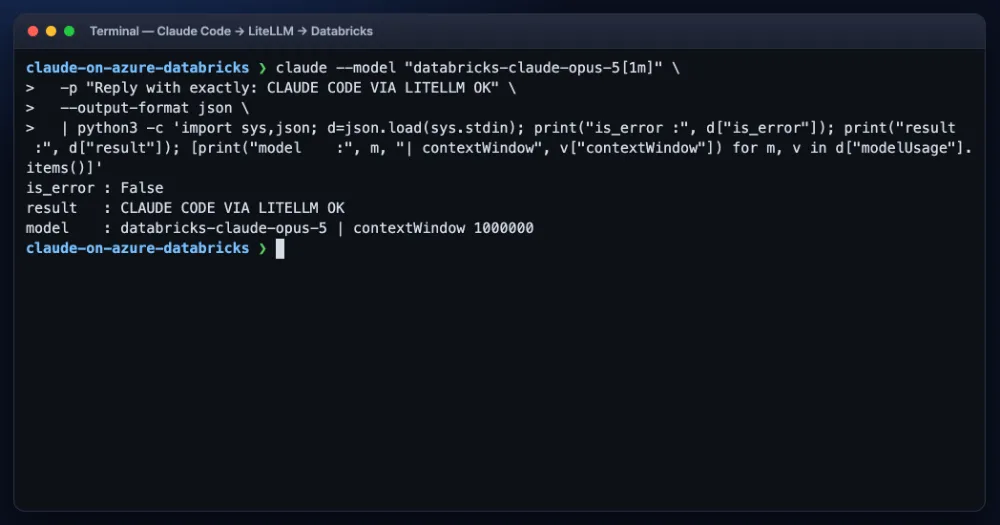 Terminal — Claude Code → LiteLLM → Databricks
claude-on-azure-databricks ❯ claude --model "databricks-claude-opus-5[1m]" \
>   -p "Reply with exactly: CLAUDE CODE VIA LITELLM OK" \
>   --output-format json \
>   | python3 -c 'import sys,json; d=json.load(sys.stdin); print("is_error :", d["is_error"]); print("result
 :", d["result"]); [print("model    :", m, "| contextWindow", v["contextWindow"]) for m, v in d["modelUsage"].
items()]'
is_error : False
result   : CLAUDE CODE VIA LITELLM OK
model    : databricks-claude-opus-5 | contextWindow 1000000
claude-on-azure-databricks ❯